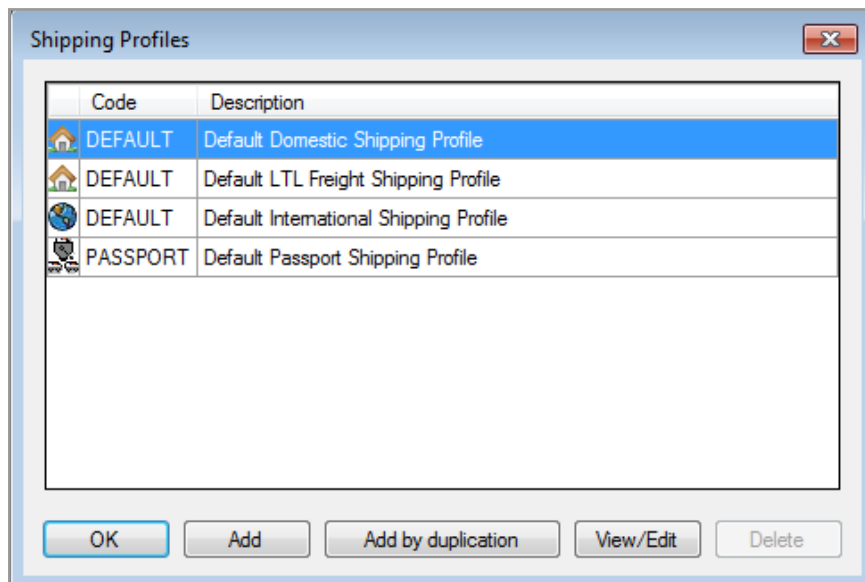 Shipping Profiles
Code Description
DEFAULT Default Domestic Shipping Profile
DEFAULT Default LTL Freight Shipping Profile
DEFAULT Default International Shipping Profile
PASSPORT Default Passport Shipping Profile
OK Add Add by duplication View/Edit Delete